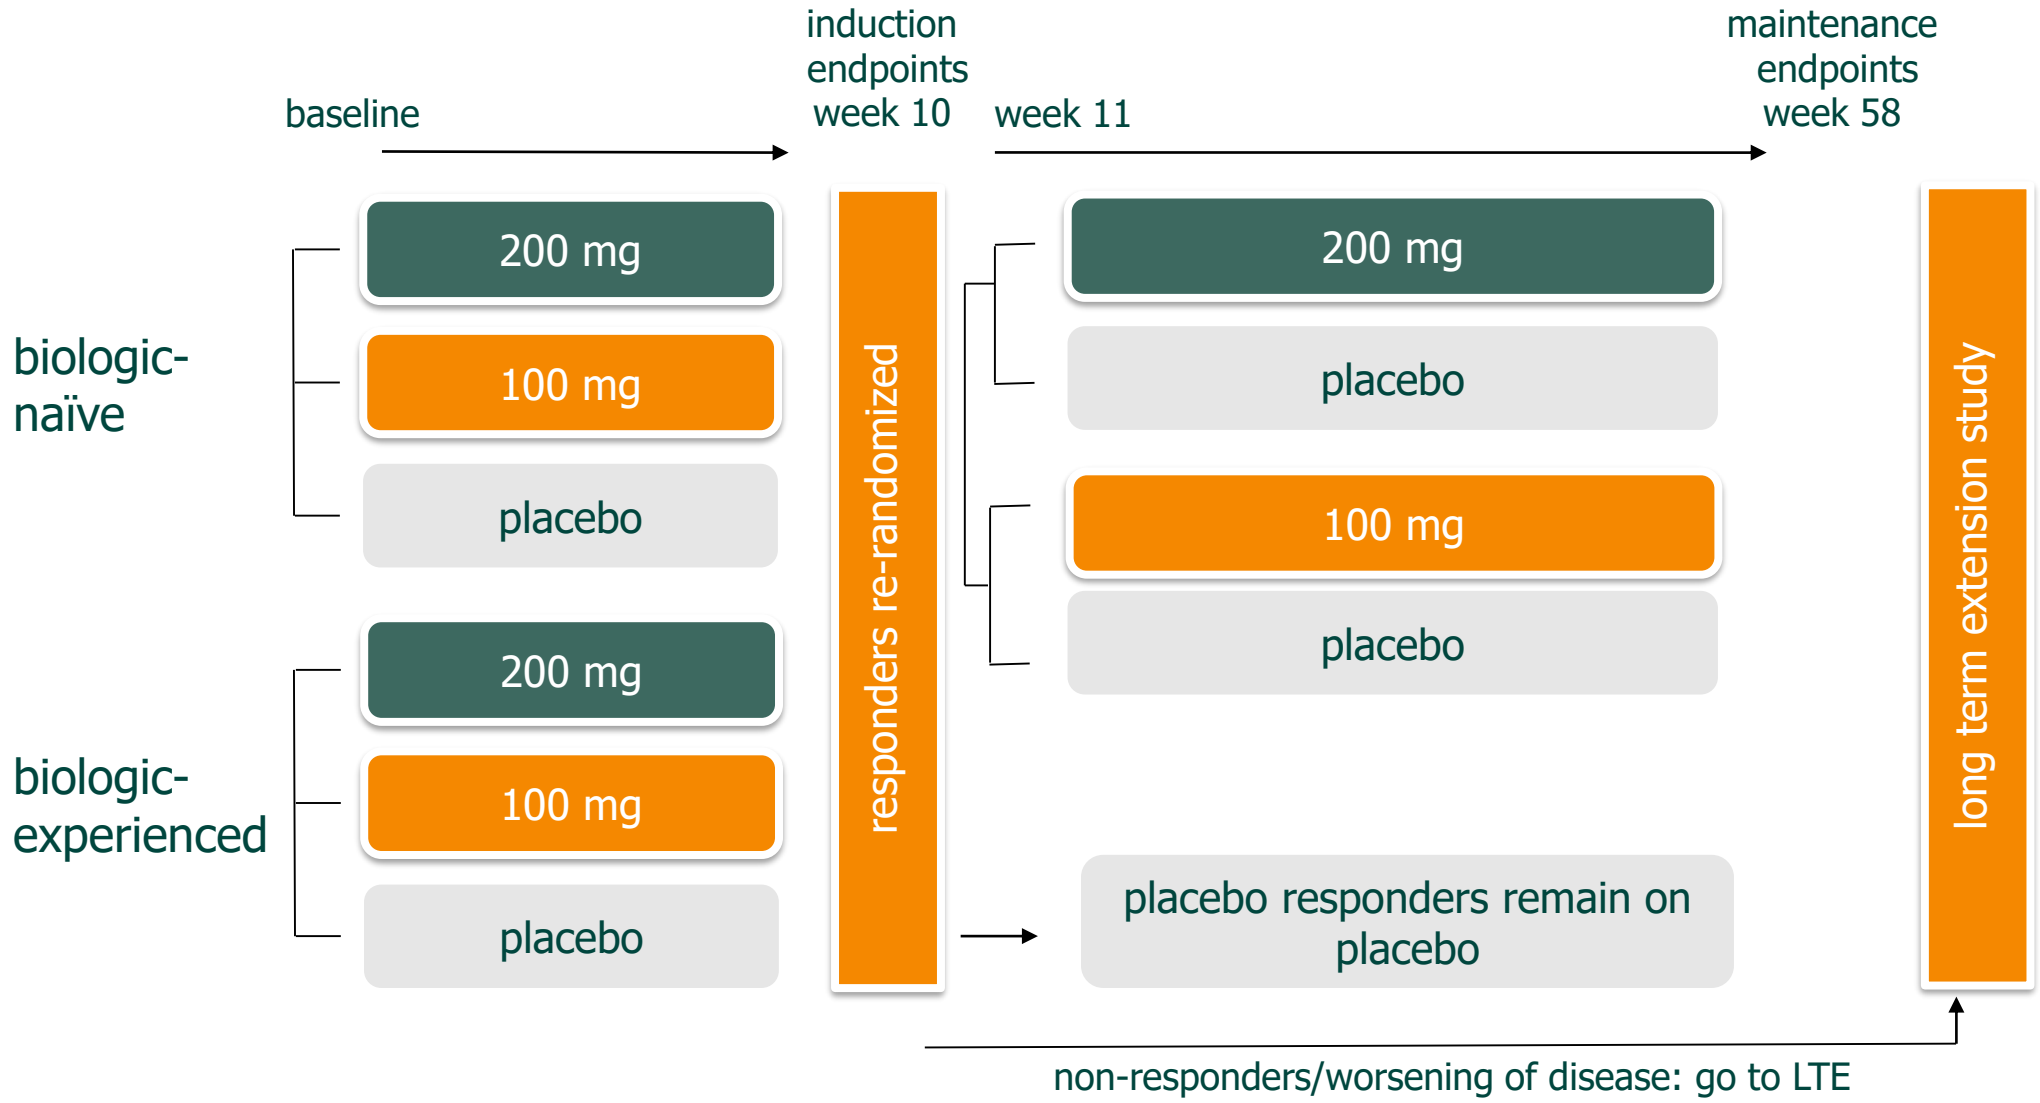 induction
endpoints
week 10
maintenance
endpoints
week 58
baseline
week 11
biologic-
naïve
200 mg
100 mg
placebo
biologic-
experienced
200 mg
100 mg
placebo
responders re-randomized
200 mg
placebo
100 mg
placebo
placebo responders remain on
placebo
long term extension study
non-responders/worsening of disease: go to LTE